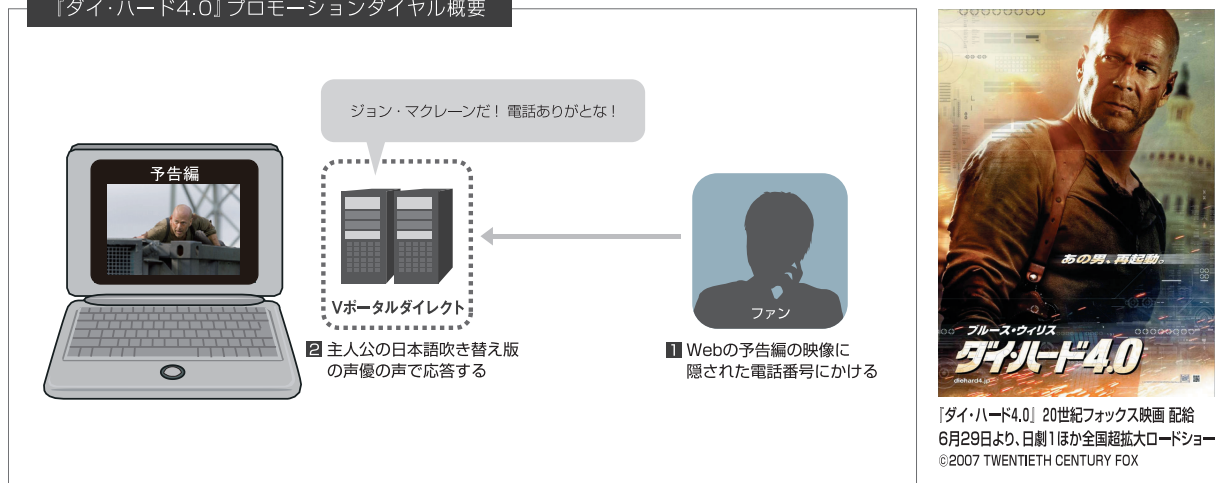 『ダイ・ハード4.0』プロモーションダイヤル概要
ジョン・マクレーンだ！ 電話ありがとな！
予告編
Vポータルダイレクト
ファン
2 主人公の日本語吹き替え版
の声優の声で応答する
1 Webの予告編の映像に
隠された電話番号にかける
あの男、再起動。
ブルース・ウィリス
ダイ・ハード4.0
diehard4.jp
『ダイ・ハード4.0』 20世紀フォックス映画 配給
6月29日より、日劇1ほか全国超拡大ロードショー
©2007 TWENTIETH CENTURY FOX